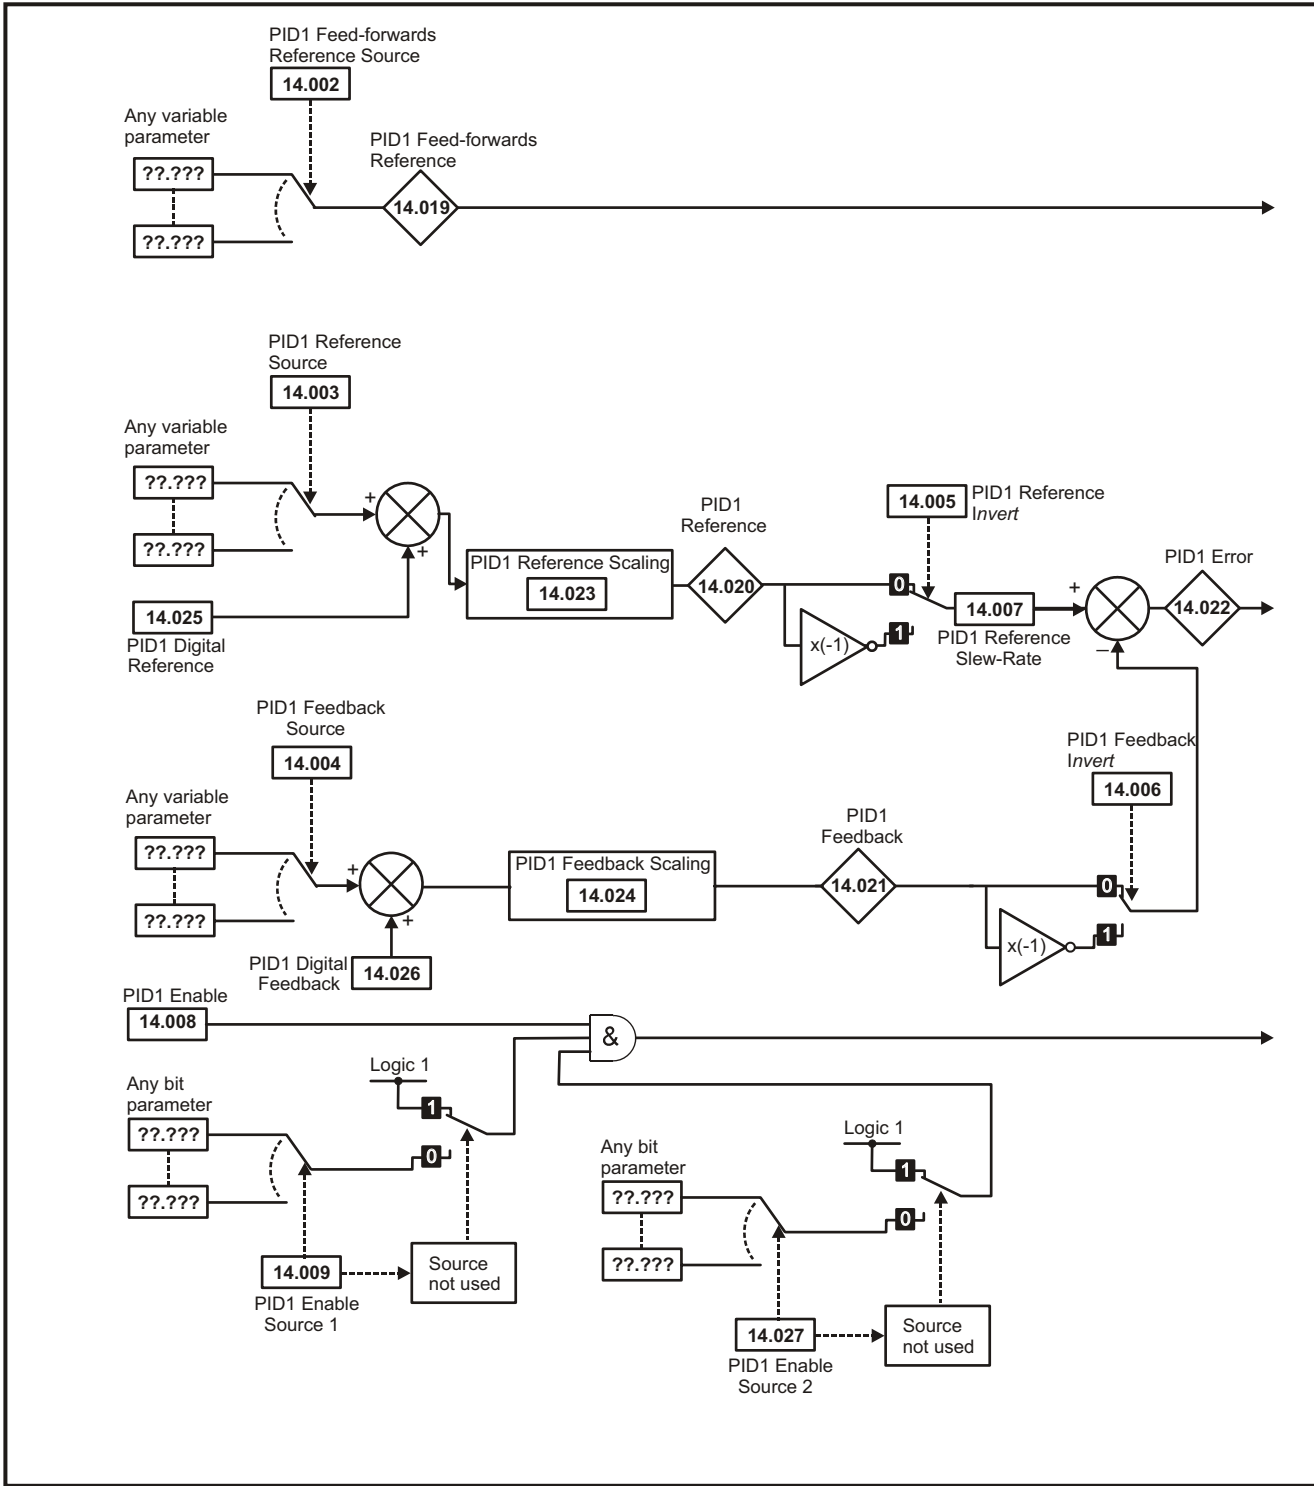 PID1 Feed-forwards
Reference Source
14.002
Any variable
parameter
??.???
??.???
PID1 Feed-forwards
Reference
14.019
PID1 Reference
Source
14.003
Any variable
parameter
??.???
??.???
+
+
14.025
PID1 Digital
Reference
PID1 Reference Scaling
14.023
PID1
Reference
14.020
14.005
PID1 Reference
Invert
0
1
x(-1)
14.007
PID1 Reference
Slew-Rate
+
–
PID1 Error
14.022
PID1 Feedback
Source
14.004
Any variable
parameter
??.???
??.???
+
+
PID1 Digital
Feedback
14.026
PID1 Feedback Scaling
14.024
PID1
Feedback
14.021
PID1 Feedback
Invert
14.006
0
1
x(-1)
PID1 Enable
14.008
&
Any bit
parameter
??.???
??.???
Logic 1
1
0
14.009
PID1 Enable
Source 1
Source
not used
Any bit
parameter
??.???
??.???
Logic 1
1
0
14.027
PID1 Enable
Source 2
Source
not used